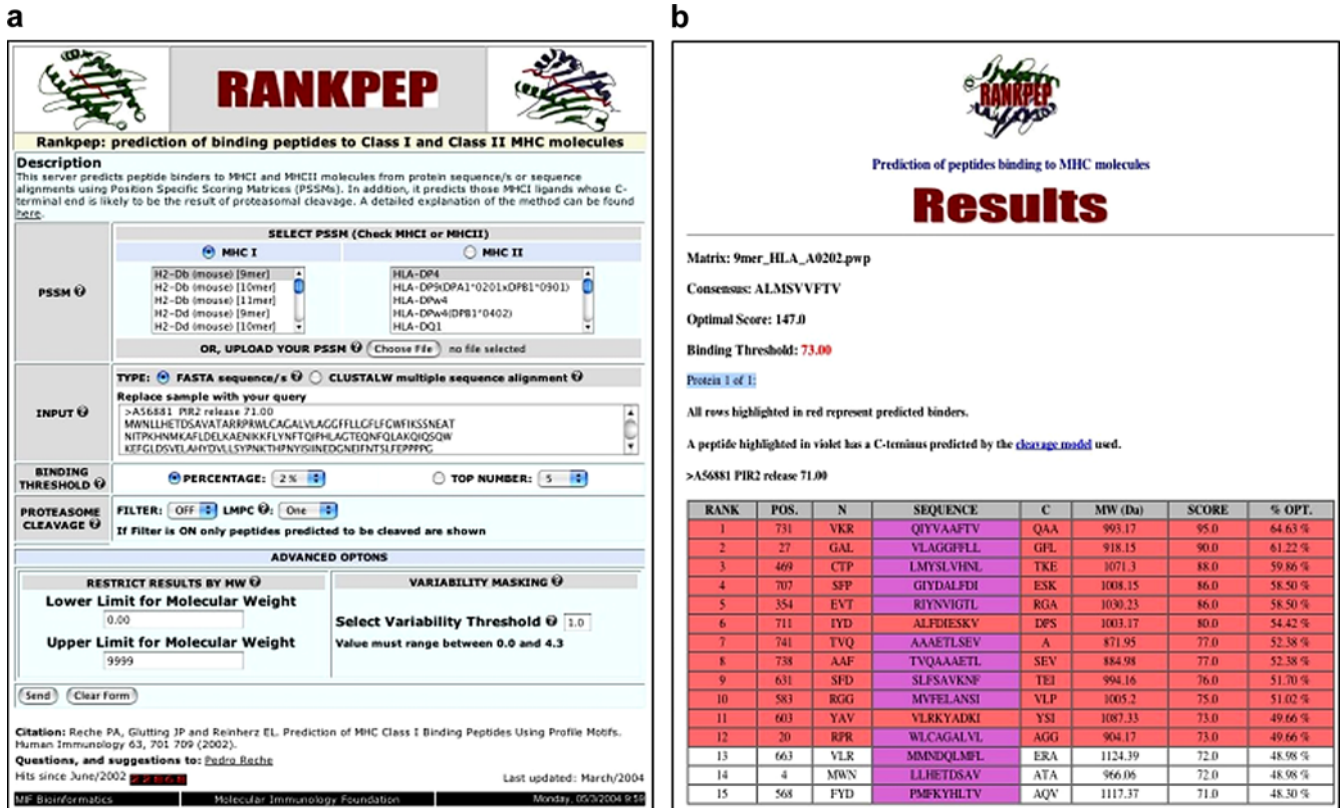 a
RANKPEP
Rankpep: prediction of binding peptides to Class I and Class II MHC molecules
Description
This server predicts peptide binders to MHCI and MHCII molecules from protein sequence/s or sequence
alignments using Position Specific Scoring Matrices (PSSMs). In addition, it predicts those MHCI ligands whose C-
terminal end is likely to be the result of proteasomal cleavage. A detailed explanation of the method can be found
here.
PSSM
SELECT PSSM (Check MHCI or MHCII)
MHC I
MHC II
H2-Db (mouse) [9mer]
H2-Db (mouse) [10mer]
H2-Db (mouse) [11mer]
H2-Dd (mouse) [9mer]
H2-Dd (mouse) [10mer]
HLA-DP4
HLA-DP9(DPA1*0201xDPB1*0901)
HLA-DPw4
HLA-DPw4(DPB1*0402)
HLA-DQ1
OR, UPLOAD YOUR PSSM Choose File no file selected
INPUT
TYPE: FASTA sequence/s CLUSTALW multiple sequence alignment
Replace sample with your query
>A56881 PIR2 release 71.00
MWNLLHETDSAVATARRPRWLCAGALVLAGGFFLLGFLFGWFIKSSNEAT
NITPKHNMKAFLDELKAENIKKFLYNFTQIPHLAGTEQNFQLAKQIQSQW
KEFGLDSVELAHYDVLLSYPNKTHPNYISIINEDGNEIFNTSLFEPPPPG
BINDING THRESHOLD
PERCENTAGE: 2 % TOP NUMBER: 5
PROTEASOME CLEAVAGE
FILTER: OFF LMPC: One
If Filter is ON only peptides predicted to be cleaved are shown
ADVANCED OPTONS
RESTRICT RESULTS BY MW
Lower Limit for Molecular Weight
0.00
Upper Limit for Molecular Weight
9999
VARIABILITY MASKING
Select Variability Threshold 1.0
Value must range between 0.0 and 4.3
Send Clear Form
Citation: Reche PA, Glutting JP and Reinherz EL. Prediction of MHC Class I Binding Peptides Using Profile Motifs.
Human Immunology 63, 701 709 (2002).
Questions, and suggestions to: Pedro Reche
Hits since June/2002
Last updated: March/2004
MIF Bioinformatics Molecular Immunology Foundation Monday, 05/3/2004 9:59
b
RANKPEP
Prediction of peptides binding to MHC molecules
Results
Matrix: 9mer_HLA_A0202.pwp
Consensus: ALMSVVFTV
Optimal Score: 147.0
Binding Threshold: 73.00
Protein 1 of 1:
All rows highlighted in red represent predicted binders.
A peptide highlighted in violet has a C-teminus predicted by the cleavage model used.
>A56881 PIR2 release 71.00
RANK POS. N SEQUENCE C MW (Da) SCORE % OPT.
1 731 VKR QIYVAAFTV QAA 993.17 95.0 64.63 %
2 27 GAL VLAGGFFLL GFL 918.15 90.0 61.22 %
3 469 CTP LMYSLVHNL TKE 1071.3 88.0 59.86 %
4 707 SFP GIYDALFDI ESK 1008.15 86.0 58.50 %
5 354 EVT RIYNVIGTL RGA 1030.23 86.0 58.50 %
6 711 IYD ALFDIESKV DPS 1003.17 80.0 54.42 %
7 741 TVQ AAAETLSEV A 871.95 77.0 52.38 %
8 738 AAF TVQAAAETL SEV 884.98 77.0 52.38 %
9 631 SFD SLFSAVKNF TEI 994.16 76.0 51.70 %
10 583 RGG MVFELANSI VLP 1005.2 75.0 51.02 %
11 603 YAV VLRKYADKI YSI 1087.33 73.0 49.66 %
12 20 RPR WLCAGALVL AGG 904.17 73.0 49.66 %
13 663 VLR MMNDQLMFL ERA 1124.39 72.0 48.98 %
14 4 MWN LLHETDSAV ATA 966.06 72.0 48.98 %
15 568 FYD PMFKYHLTV AQV 1117.37 71.0 48.30 %